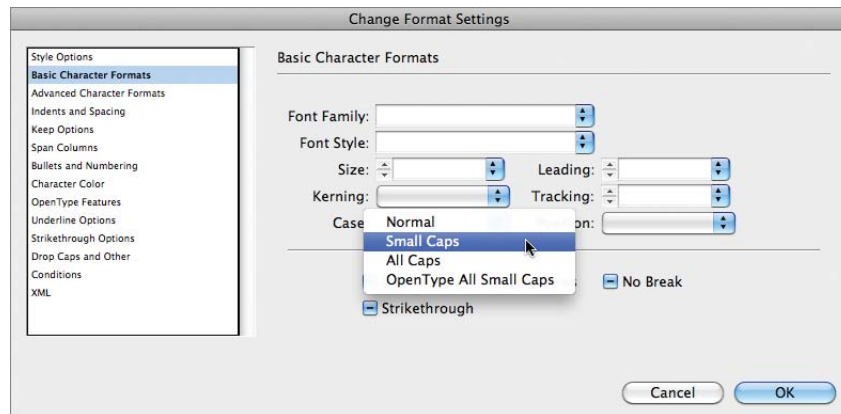 Change Format Settings
Style Options
Basic Character Formats
Advanced Character Formats
Indents and Spacing
Keep Options
Span Columns
Bullets and Numbering
Character Color
OpenType Features
Underline Options
Strikethrough Options
Drop Caps and Other
Conditions
XML
Basic Character Formats
Font Family:
Font Style:
Size: Leading:
Kerning: Tracking:
Case on:
Normal
Small Caps
All Caps
OpenType All Small Caps
No Break
Strikethrough
Cancel OK